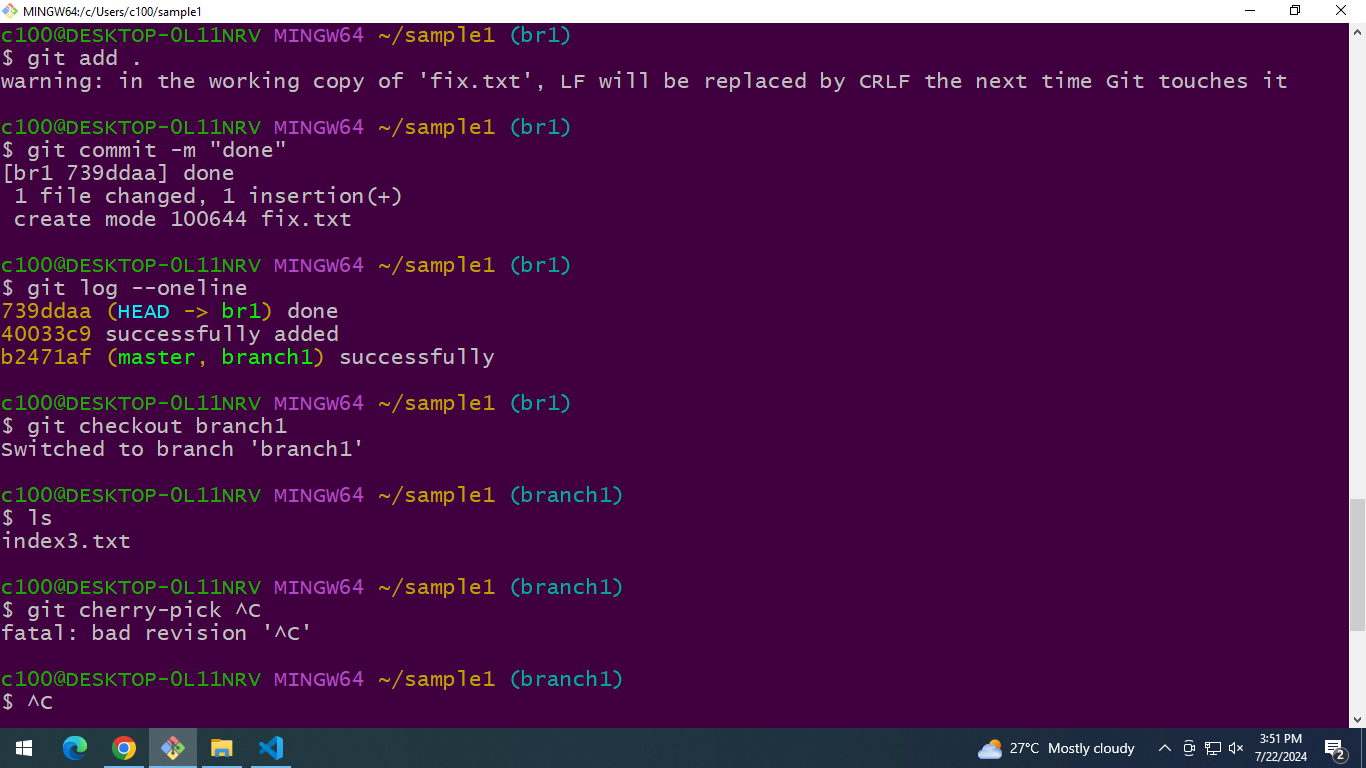 MINGW64:/c/Users/c100/sample1
c100@DESKTOP-0L11NRV MINGW64 ~/sample1 (br1)
$ git add .
warning: in the working copy of 'fix.txt', LF will be replaced by CRLF the next time Git touches it
c100@DESKTOP-0L11NRV MINGW64 ~/sample1 (br1)
$ git commit -m "done"
[br1 739ddaa] done
1 file changed, 1 insertion(+)
create mode 100644 fix.txt
c100@DESKTOP-0L11NRV MINGW64 ~/sample1 (br1)
$ git log --oneline
739ddaa (HEAD -> br1) done
40033c9 successfully added
b2471af (master, branch1) successfully
c100@DESKTOP-0L11NRV MINGW64 ~/sample1 (br1)
$ git checkout branch1
Switched to branch 'branch1'
c100@DESKTOP-0L11NRV MINGW64 ~/sample1 (branch1)
$ ls
index3.txt
c100@DESKTOP-0L11NRV MINGW64 ~/sample1 (branch1)
$ git cherry-pick ^C
fatal: bad revision '^C'
c100@DESKTOP-0L11NRV MINGW64 ~/sample1 (branch1)
$ ^C
27°C Mostly cloudy
3:51 PM
7/22/2024
2